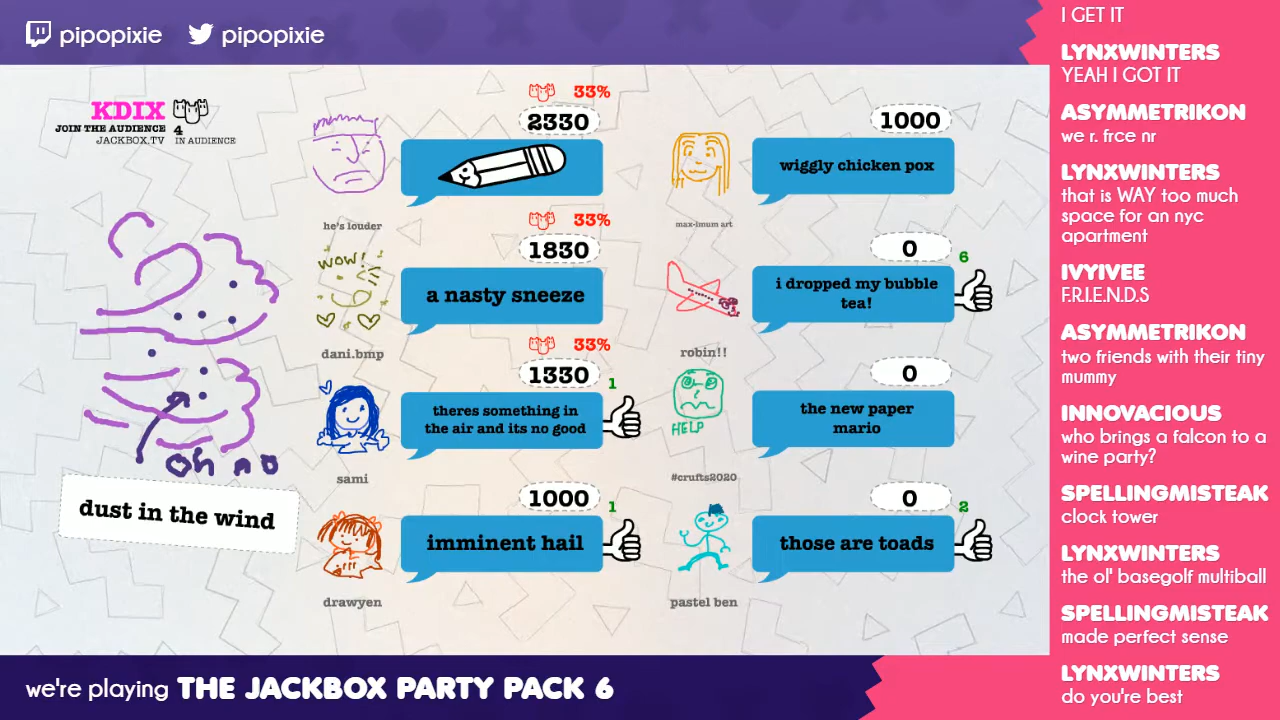 pipopixie pipopixie
KDIX
JOIN THE AUDIENCE
JACKBOX.TV
4
IN AUDIENCE
oh no
dust in the wind
33%
2330
he's louder
WOW!
33%
1830
a nasty sneeze
dani.bmp
33%
1330
1
theres something in
the air and its no good
sami
1000
1
imminent hail
drawyen
1000
wiggly chicken pox
max-imum art
0
6
i dropped my bubble
tea!
robin!!
0
the new paper
mario
HELP
#crufts2020
0
2
those are toads
pastel ben
I GET IT
LYNXWINTERS
YEAH I GOT IT
ASYMMETRIKON
we r. frce nr
LYNXWINTERS
that is WAY too much
space for an nyc
apartment
IVYIVEE
F.R.I.E.N.D.S
ASYMMETRIKON
two friends with their tiny
mummy
INNOVACIOUS
who brings a falcon to a
wine party?
SPELLINGMISTEAK
clock tower
LYNXWINTERS
the ol' basegolf multiball
SPELLINGMISTEAK
made perfect sense
LYNXWINTERS
do you're best
we're playing THE JACKBOX PARTY PACK 6